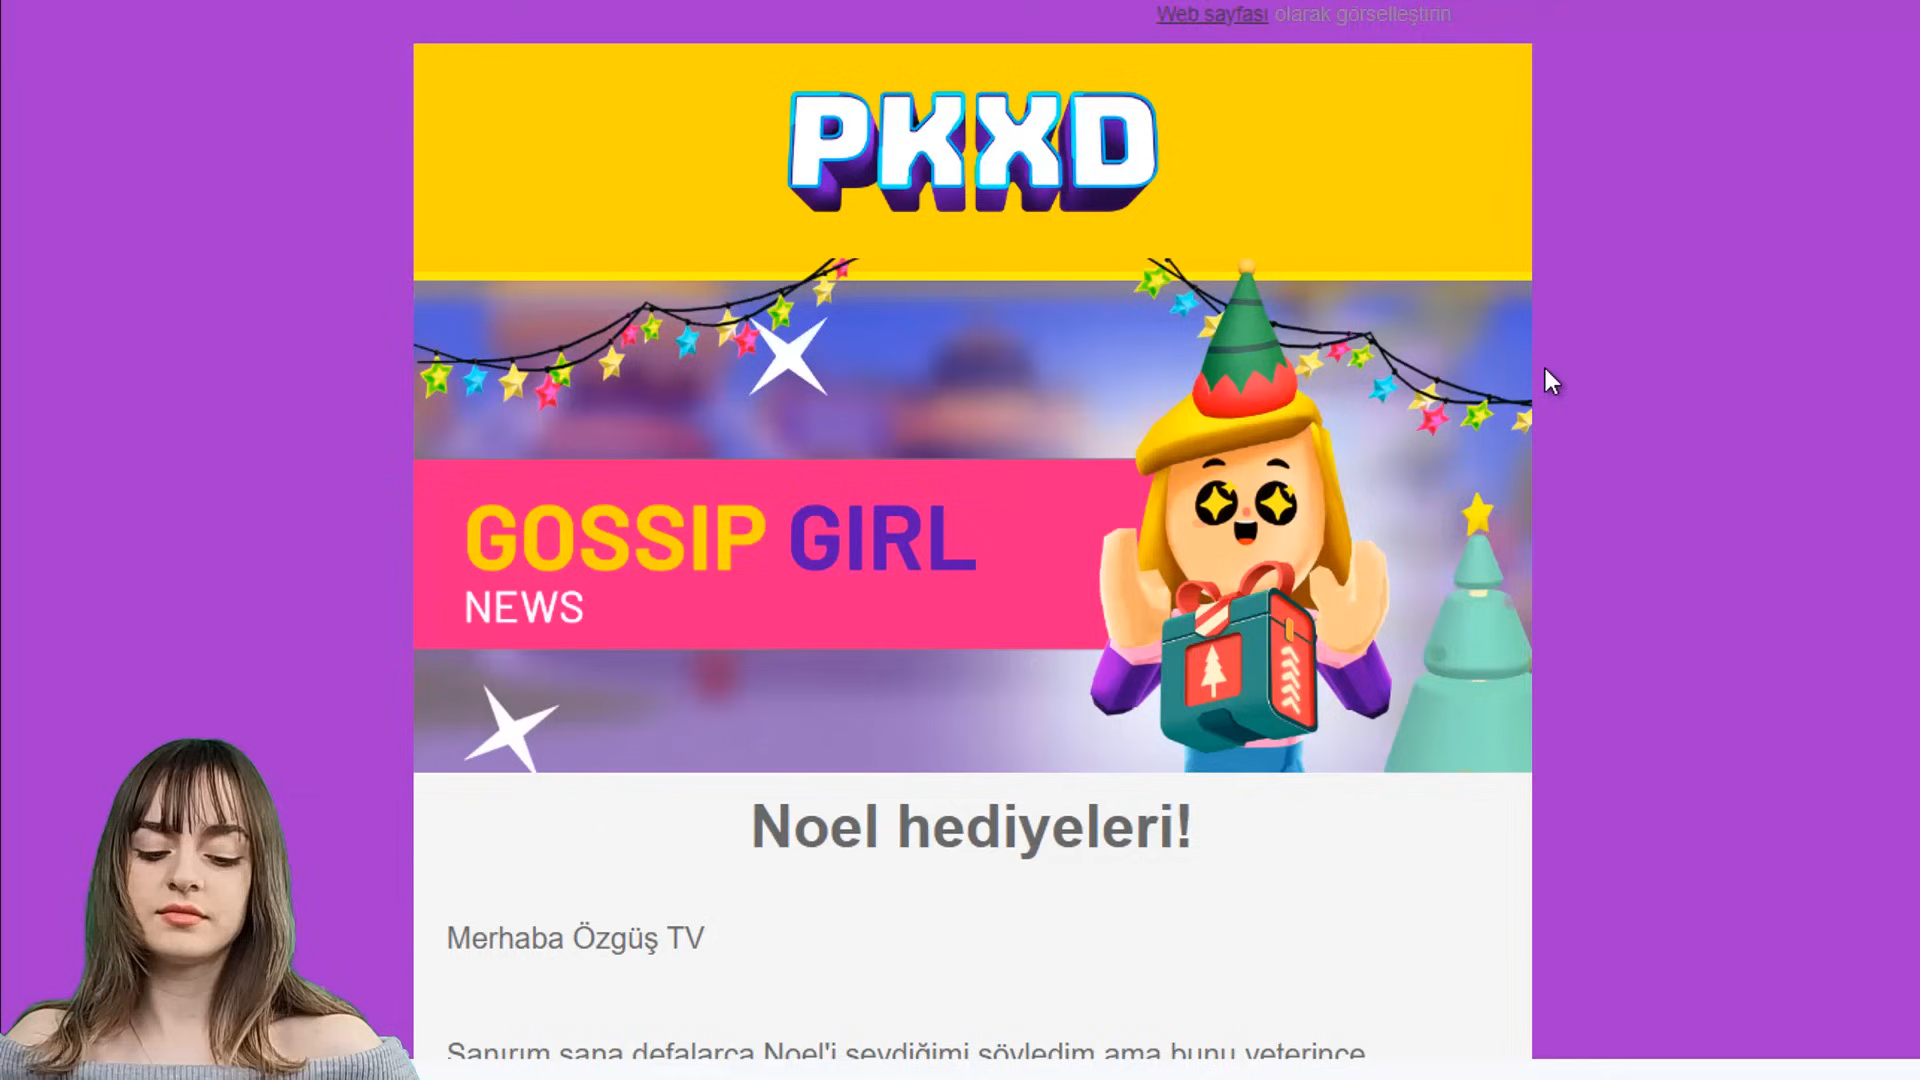 Web sayfası olarak görselleştirin
PKXD
GOSSIP GIRL
NEWS
Noel hediyeleri!
Merhaba Özgüş TV
Sanırım sana defalarca Noel'i sevdiğimi söyledim ama bunu yeterince